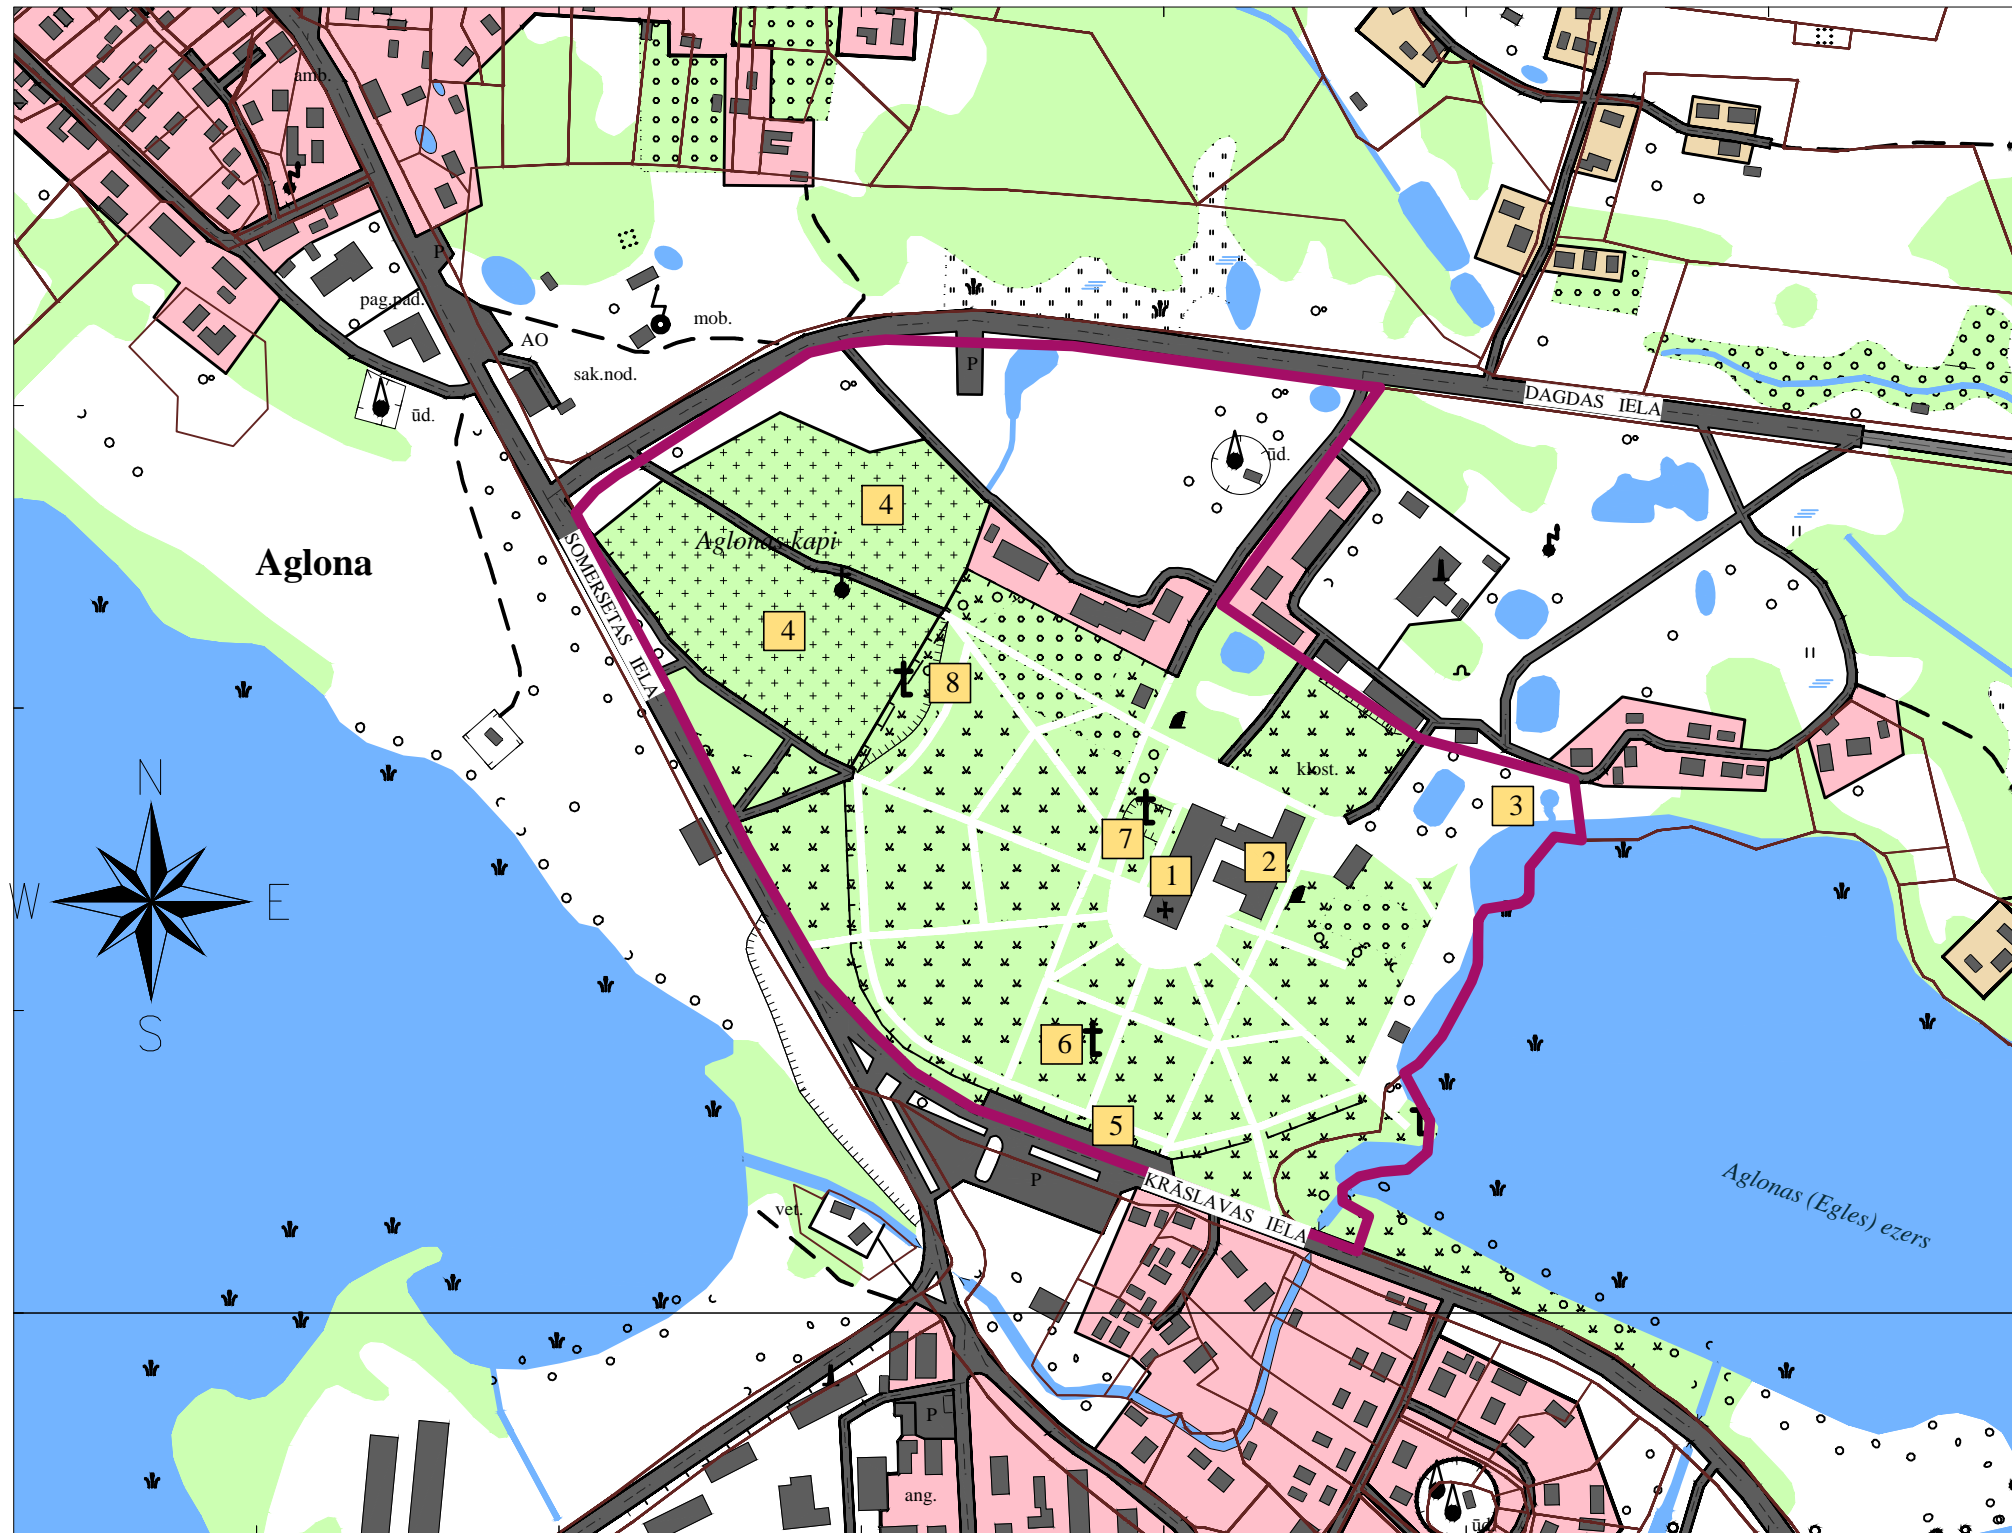 amb.
P
pag.pad.
mob.
AO
sak.nod.
ūd.
P
DAGDAS IELA
ūd.
4
Aglonas kapi
Aglona
SOMERSETAS IELA
4
8
N
W
E
S
klost.
3
7
1
2
6
5
P
KRĀSLAVAS IELA
Aglonas (Egles) ezers
vet.
P
ang.
ūd.